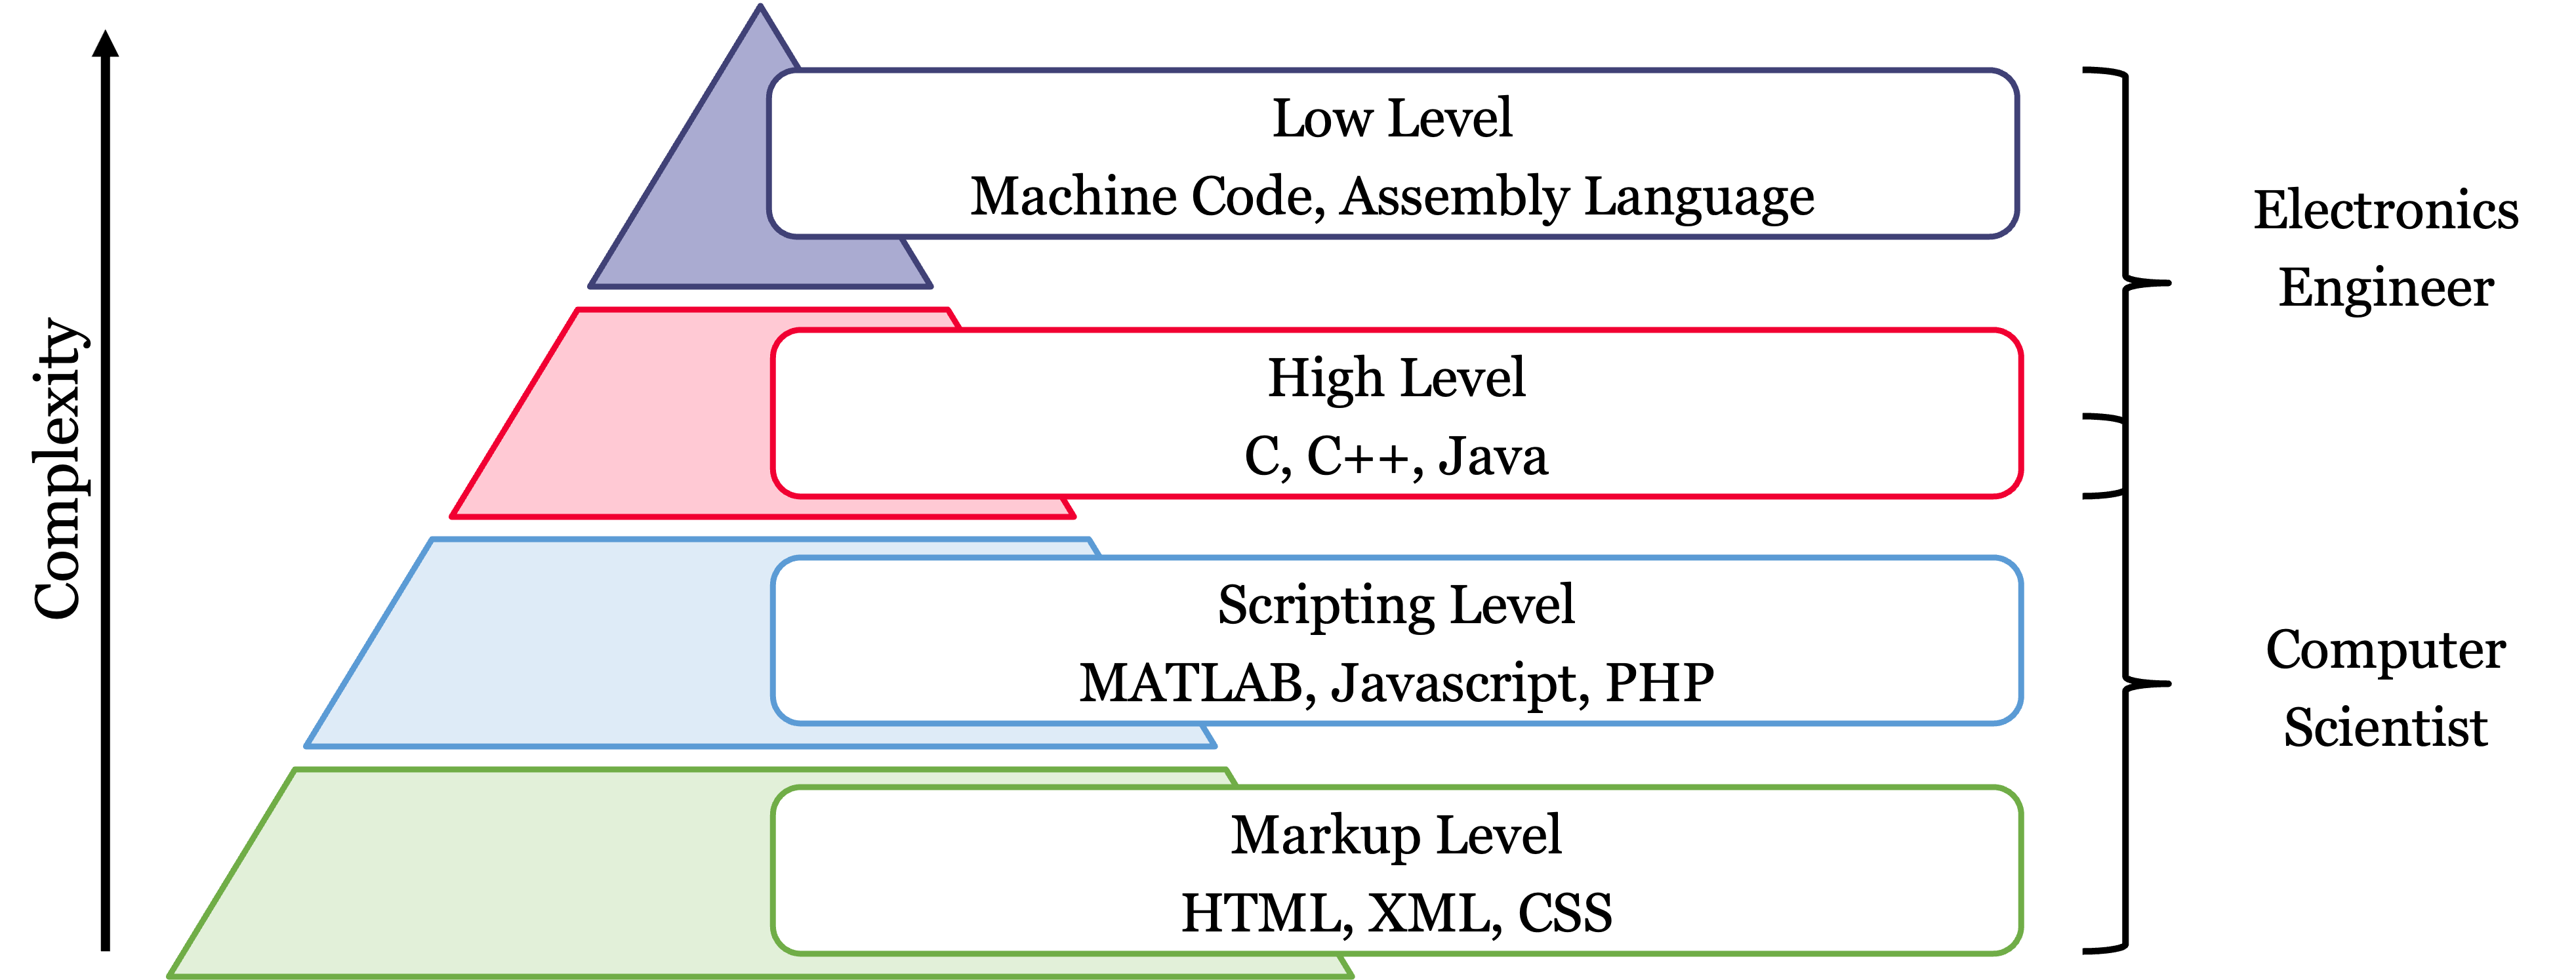 Complexity
Low Level
Machine Code, Assembly Language
High Level
C, C++, Java
Scripting Level
MATLAB, Javascript, PHP
Markup Level
HTML, XML, CSS
Electronics
Engineer
Computer
Scientist